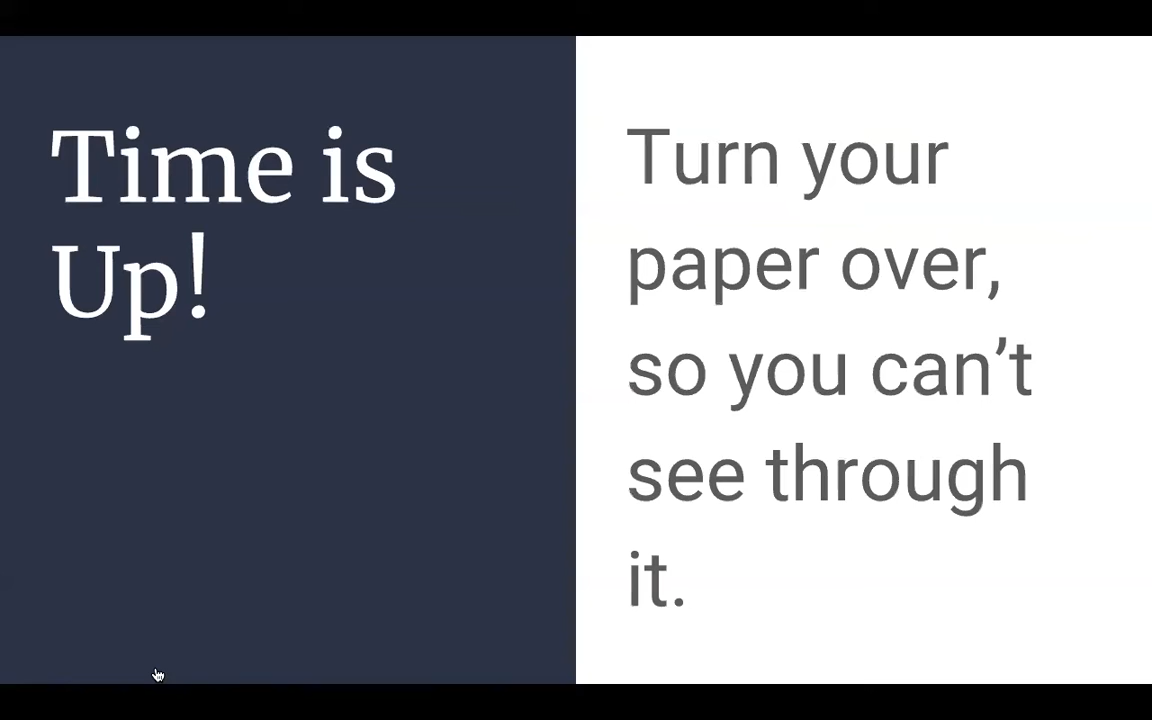 Time is
Up!
Turn your
paper over,
so you can’t
see through
it.